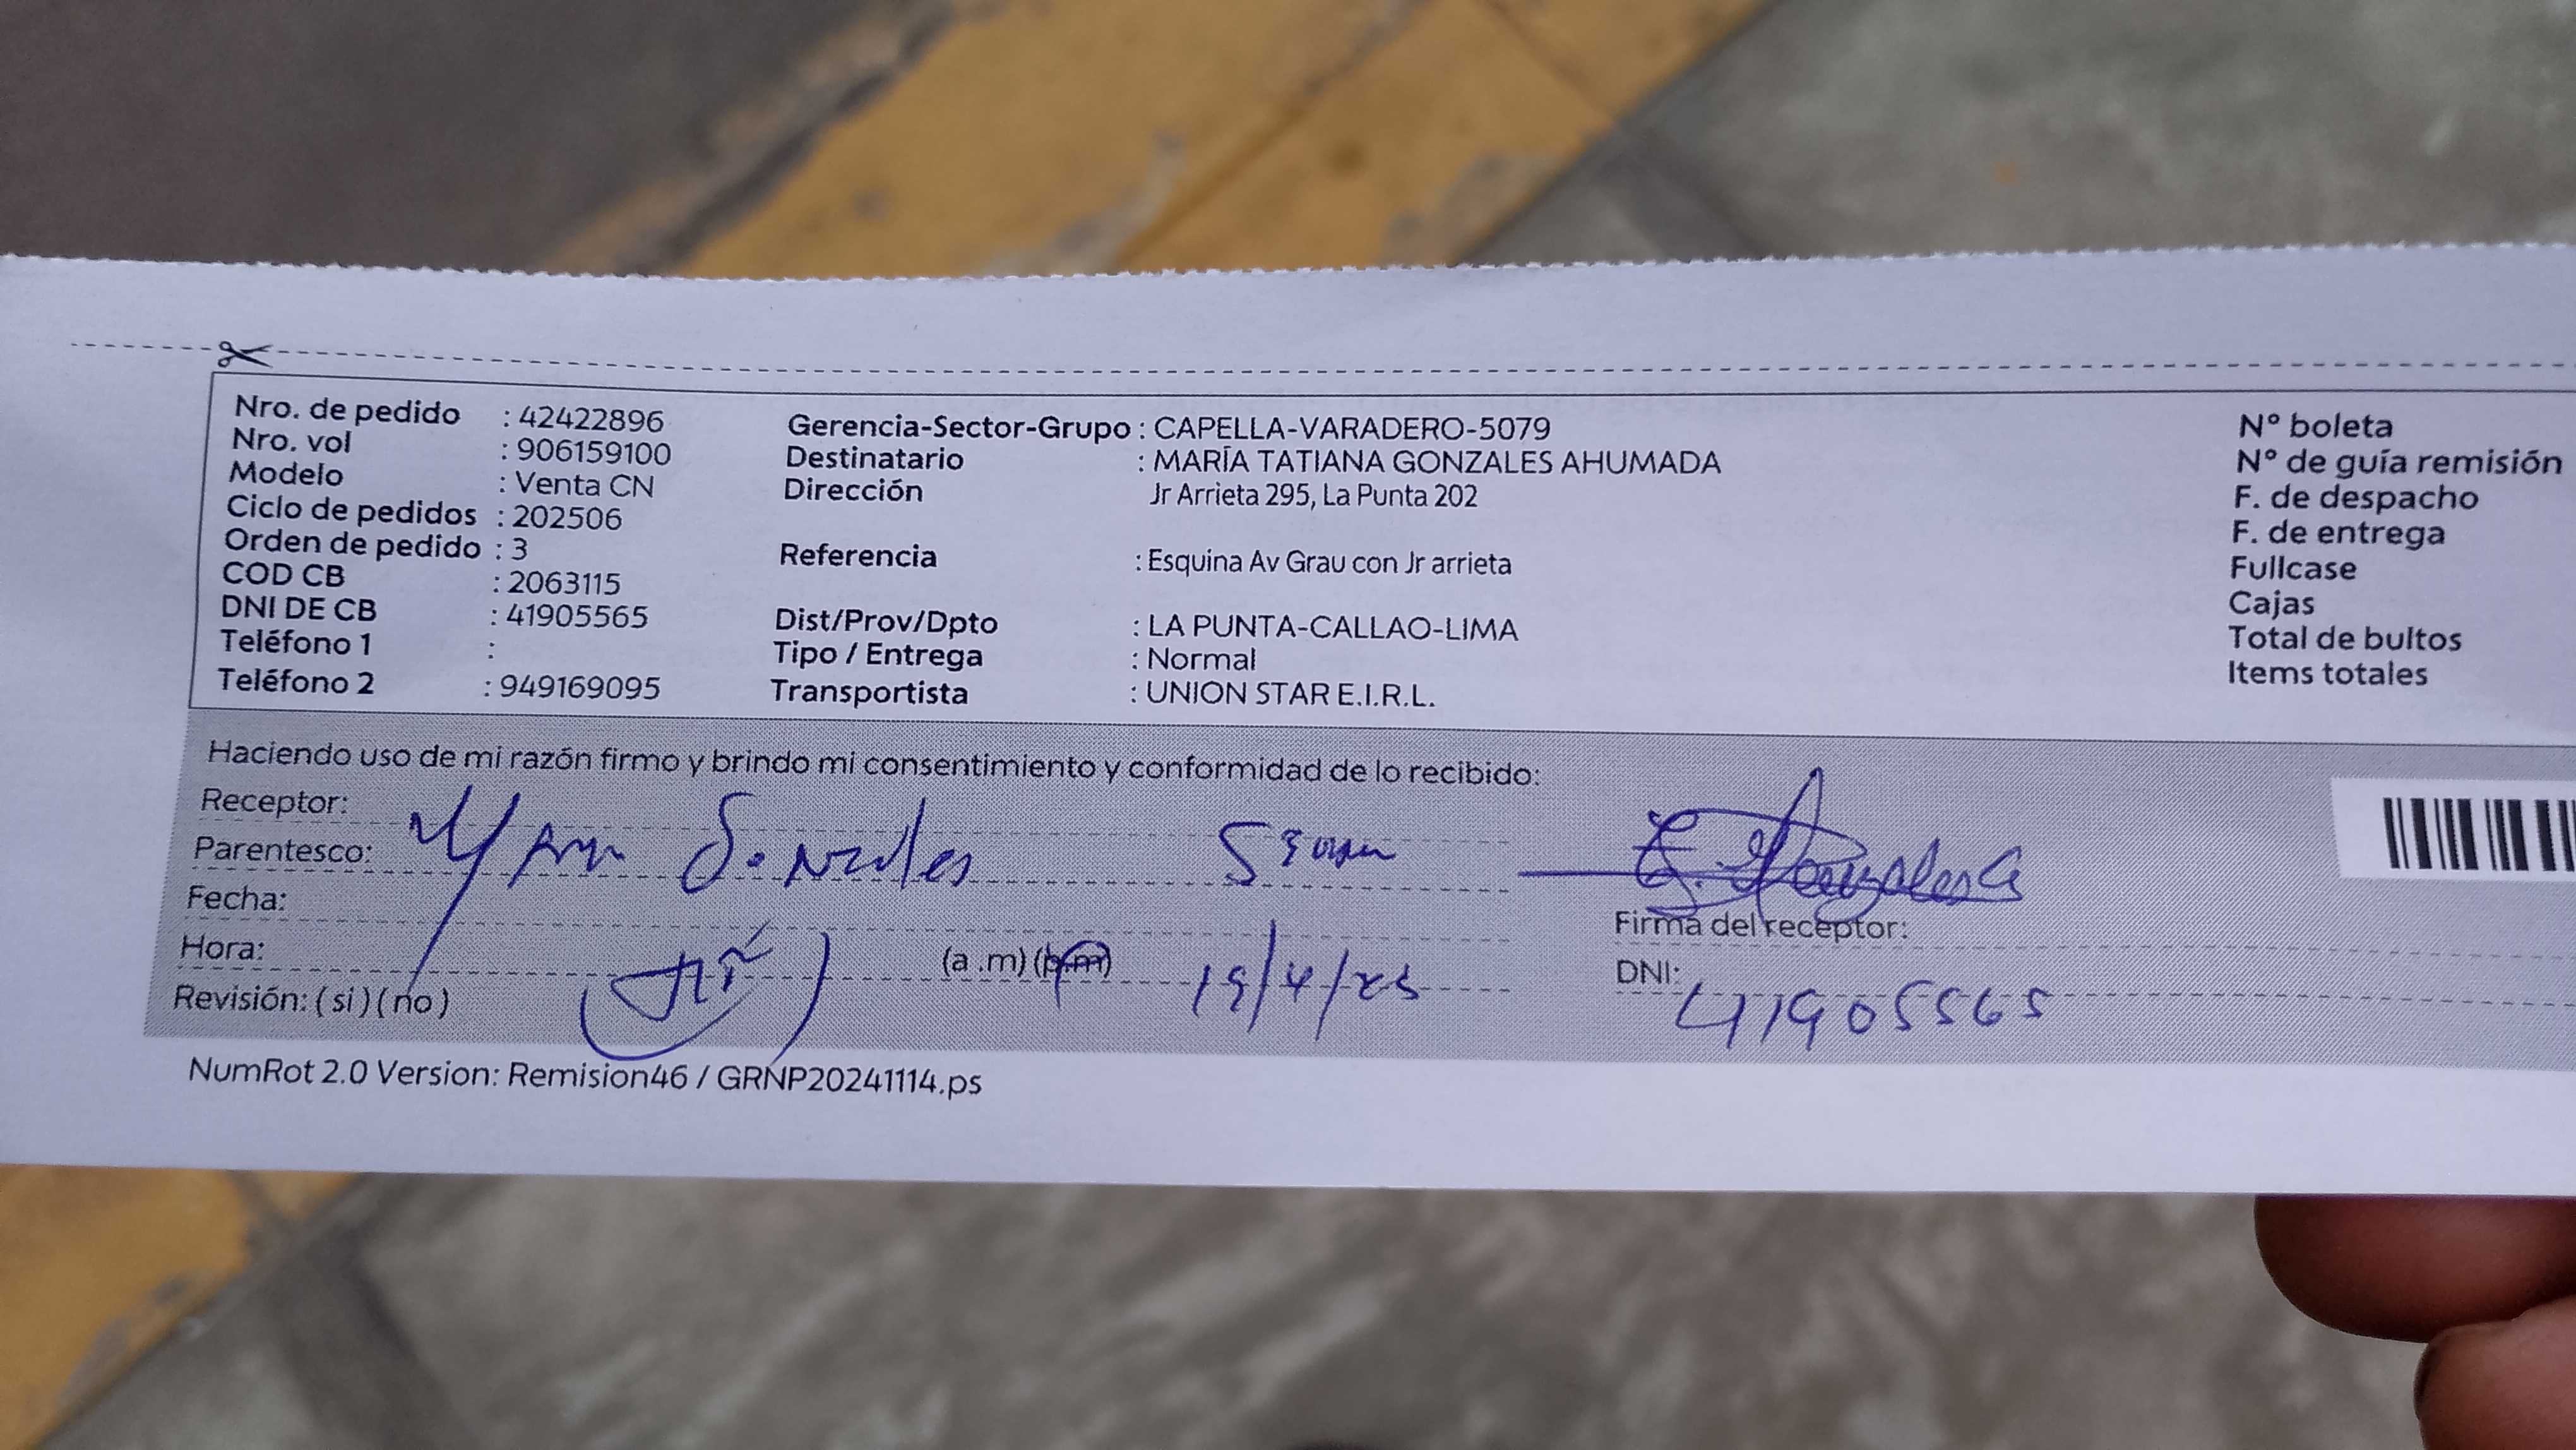 Nro. de pedido : 42422896
Nro. vol : 906159100
Modelo : Venta CN
Ciclo de pedidos : 202506
Orden de pedido : 3
COD CB : 2063115
DNI DE CB : 41905565
Teléfono 1 :
Teléfono 2 : 949169095
Gerencia-Sector-Grupo : CAPELLA-VARADERO-5079
Destinatario : MARÍA TATIANA GONZALES AHUMADA
Dirección Jr Arrieta 295, La Punta 202
Referencia : Esquina Av Grau con Jr arrieta
Dist/Prov/Dpto : LA PUNTA-CALLAO-LIMA
Tipo / Entrega : Normal
Transportista : UNION STAR E.I.R.L.
Nº boleta
Nº de guía remisión
F. de despacho
F. de entrega
Fullcase
Cajas
Total de bultos
Items totales
Haciendo uso de mi razón firmo y brindo mi consentimiento y conformidad de lo recibido:
Receptor:
Parentesco:
Fecha:
Hora: (a .m) (p.m) 19/4/25
Revisión: ( si ) ( no )
Firma del receptor:
DNI: 41905565
NumRot 2.0 Version: Remision46 / GRNP20241114.ps